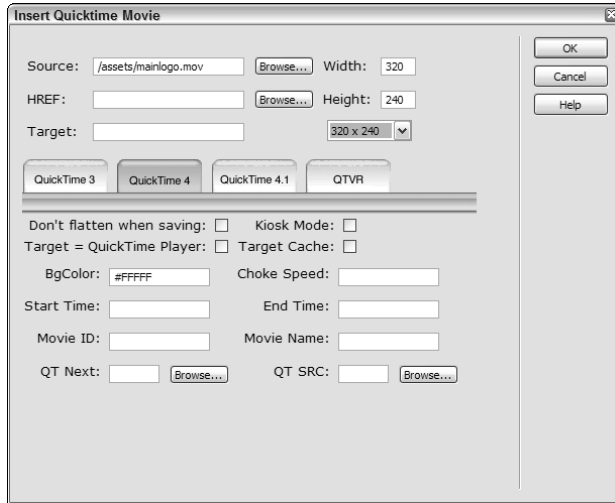 Insert Quicktime Movie
Source: /assets/mainlogo.mov Browse... Width: 320 OK
HREF: Browse... Height: 240 Cancel
Target: 320 x 240 Help
QuickTime 3 QuickTime 4 QuickTime 4.1 QTVR
Don't flatten when saving: Kiosk Mode:
Target = QuickTime Player: Target Cache:
BgColor: #FFFFF Choke Speed:
Start Time: End Time:
Movie ID: Movie Name:
QT Next: Browse... QT SRC: Browse...